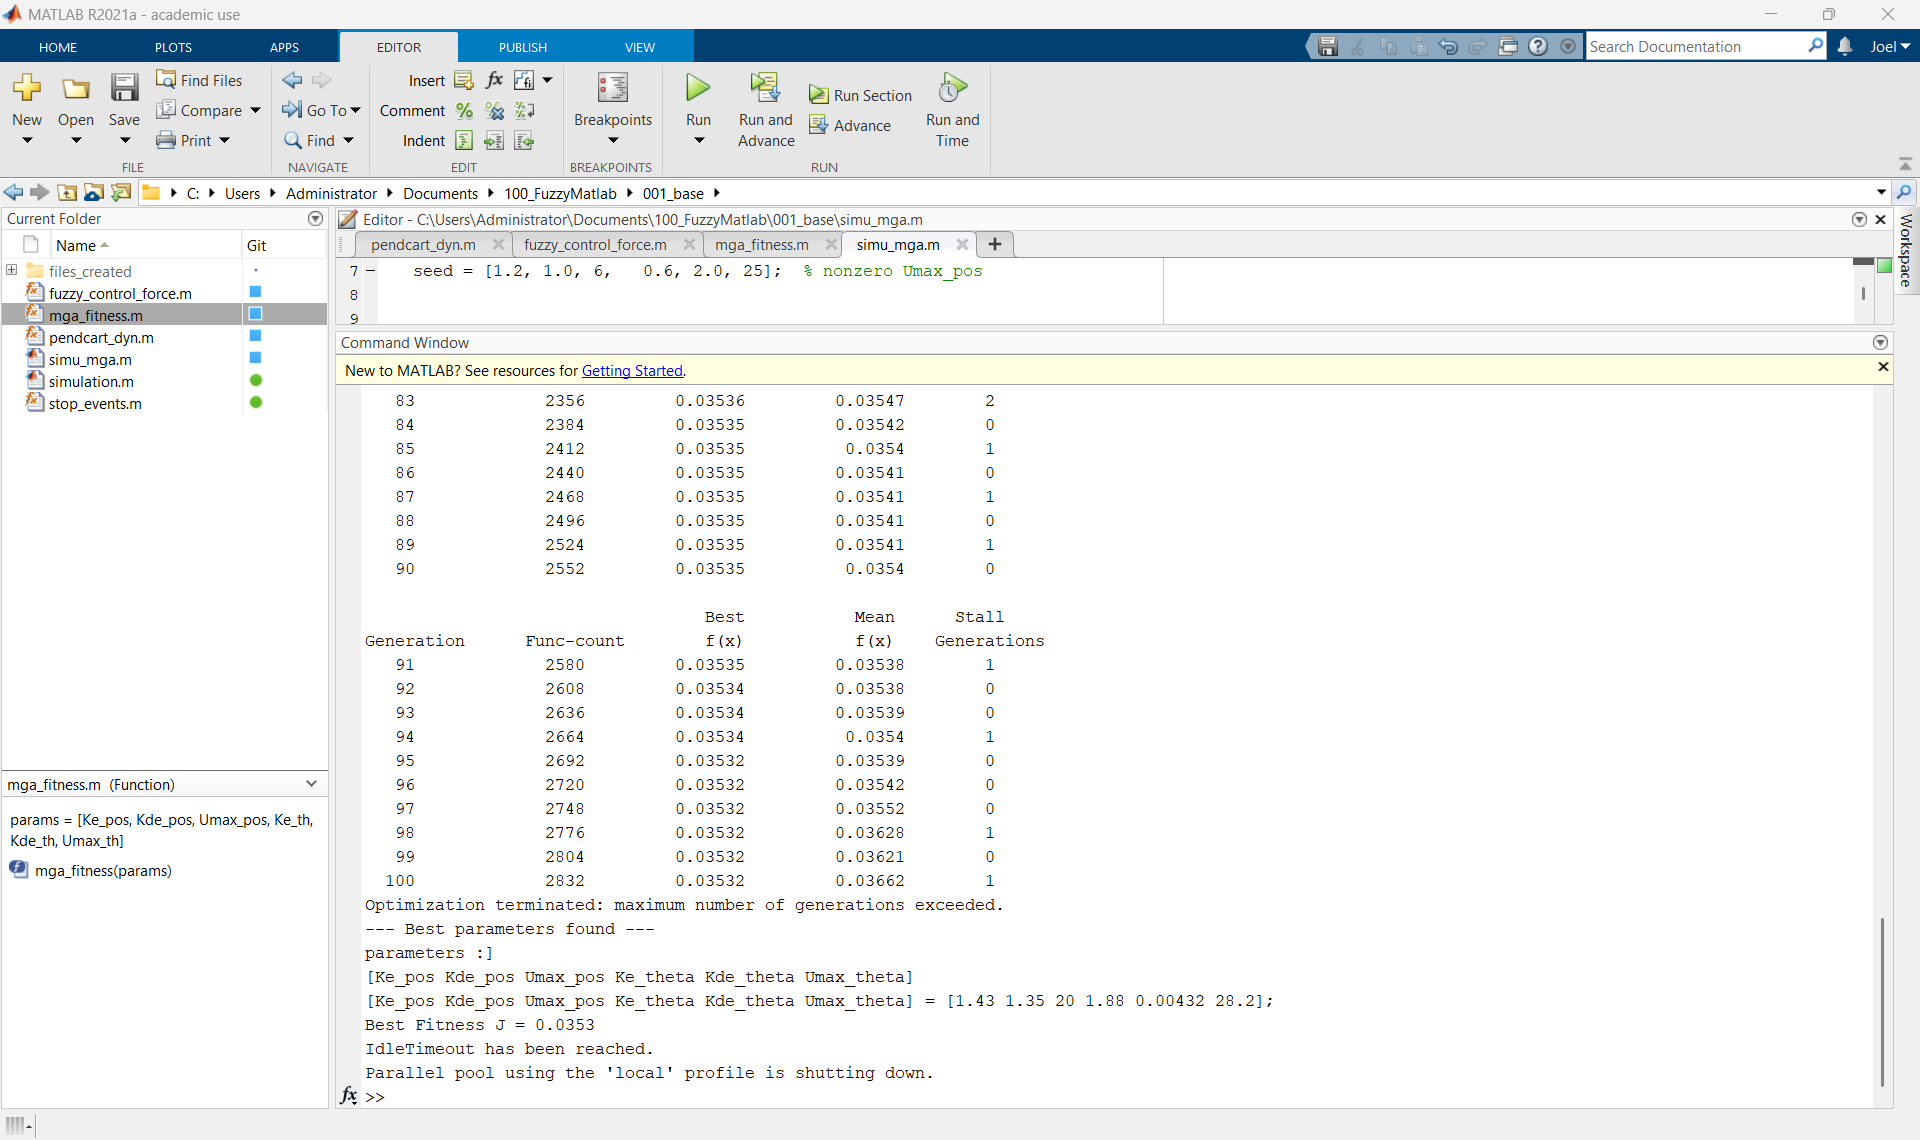 MATLAB R2021a - academic use
HOME PLOTS APPS EDITOR PUBLISH VIEW
Search Documentation
Joel
New
Open
Save
Find Files
Compare
Print
FILE
Go To
Find
NAVIGATE
Insert
Comment
Indent
EDIT
Breakpoints
BREAKPOINTS
Run
Run and
Advance
Run Section
Advance
Run and
Time
RUN
C: Users Administrator Documents 100_FuzzyMatlab 001_base
Current Folder
Name Git
files_created
fuzzy_control_force.m
mga_fitness.m
pendcart_dyn.m
simu_mga.m
simulation.m
stop_events.m
mga_fitness.m (Function)
params = [Ke_pos, Kde_pos, Umax_pos, Ke_th,
Kde_th, Umax_th]
mga_fitness(params)
Editor - C:\Users\Administrator\Documents\100_FuzzyMatlab\001_base\simu_mga.m
pendcart_dyn.m fuzzy_control_force.m mga_fitness.m simu_mga.m
7 – seed = [1.2, 1.0, 6, 0.6, 2.0, 25]; % nonzero Umax_pos
8
9
Workspace
Command Window
New to MATLAB? See resources for Getting Started.
83 2356 0.03536 0.03547 2
84 2384 0.03535 0.03542 0
85 2412 0.03535 0.0354 1
86 2440 0.03535 0.03541 0
87 2468 0.03535 0.03541 1
88 2496 0.03535 0.03541 0
89 2524 0.03535 0.03541 1
90 2552 0.03535 0.0354 0
Best Mean Stall
Generation Func-count f(x) f(x) Generations
91 2580 0.03535 0.03538 1
92 2608 0.03534 0.03538 0
93 2636 0.03534 0.03539 0
94 2664 0.03534 0.0354 1
95 2692 0.03532 0.03539 0
96 2720 0.03532 0.03542 0
97 2748 0.03532 0.03552 0
98 2776 0.03532 0.03628 1
99 2804 0.03532 0.03621 0
100 2832 0.03532 0.03662 1
Optimization terminated: maximum number of generations exceeded.
--- Best parameters found ---
parameters :]
[Ke_pos Kde_pos Umax_pos Ke_theta Kde_theta Umax_theta]
[Ke_pos Kde_pos Umax_pos Ke_theta Kde_theta Umax_theta] = [1.43 1.35 20 1.88 0.00432 28.2];
Best Fitness J = 0.0353
IdleTimeout has been reached.
Parallel pool using the 'local' profile is shutting down.
fx >>